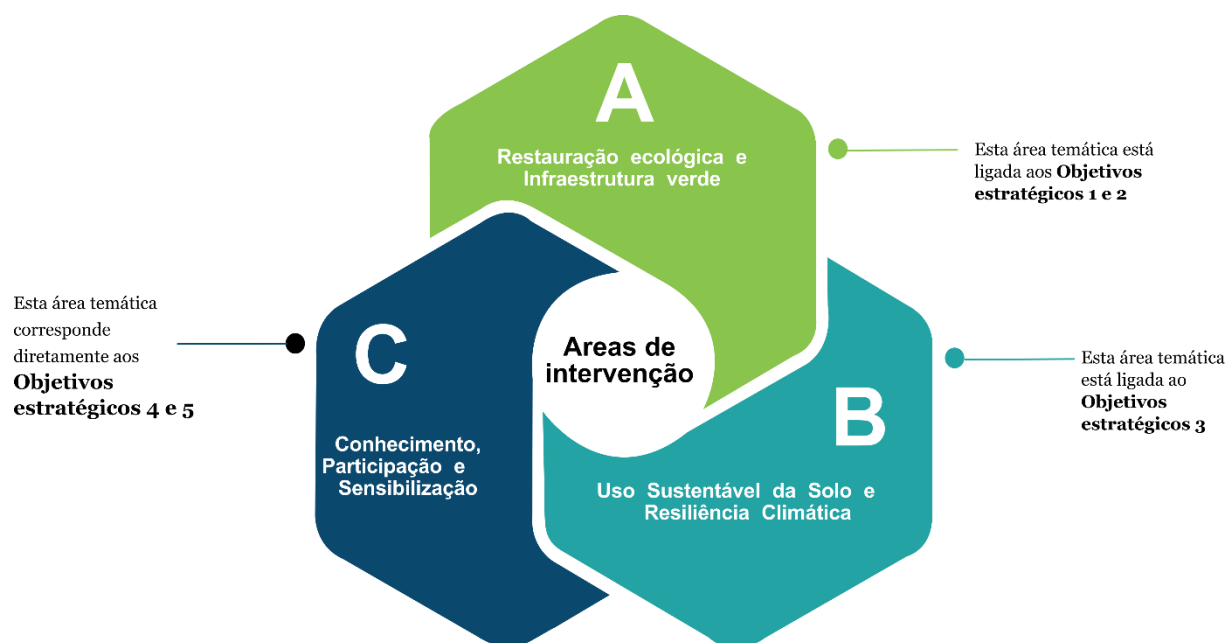 A
Restauração ecológica e
Infraestrutura verde
Esta área temática está
ligada aos Objetivos
estratégicos 1 e 2
Esta área temática
corresponde
diretamente aos
Objetivos
estratégicos 4 e 5
C
Conhecimento,
Participação e
Sensibilização
Areas de
intervenção
B
Uso Sustentável da Solo e
Resiliência Climática
Esta área temática
está ligada ao
Objetivos
estratégicos 3